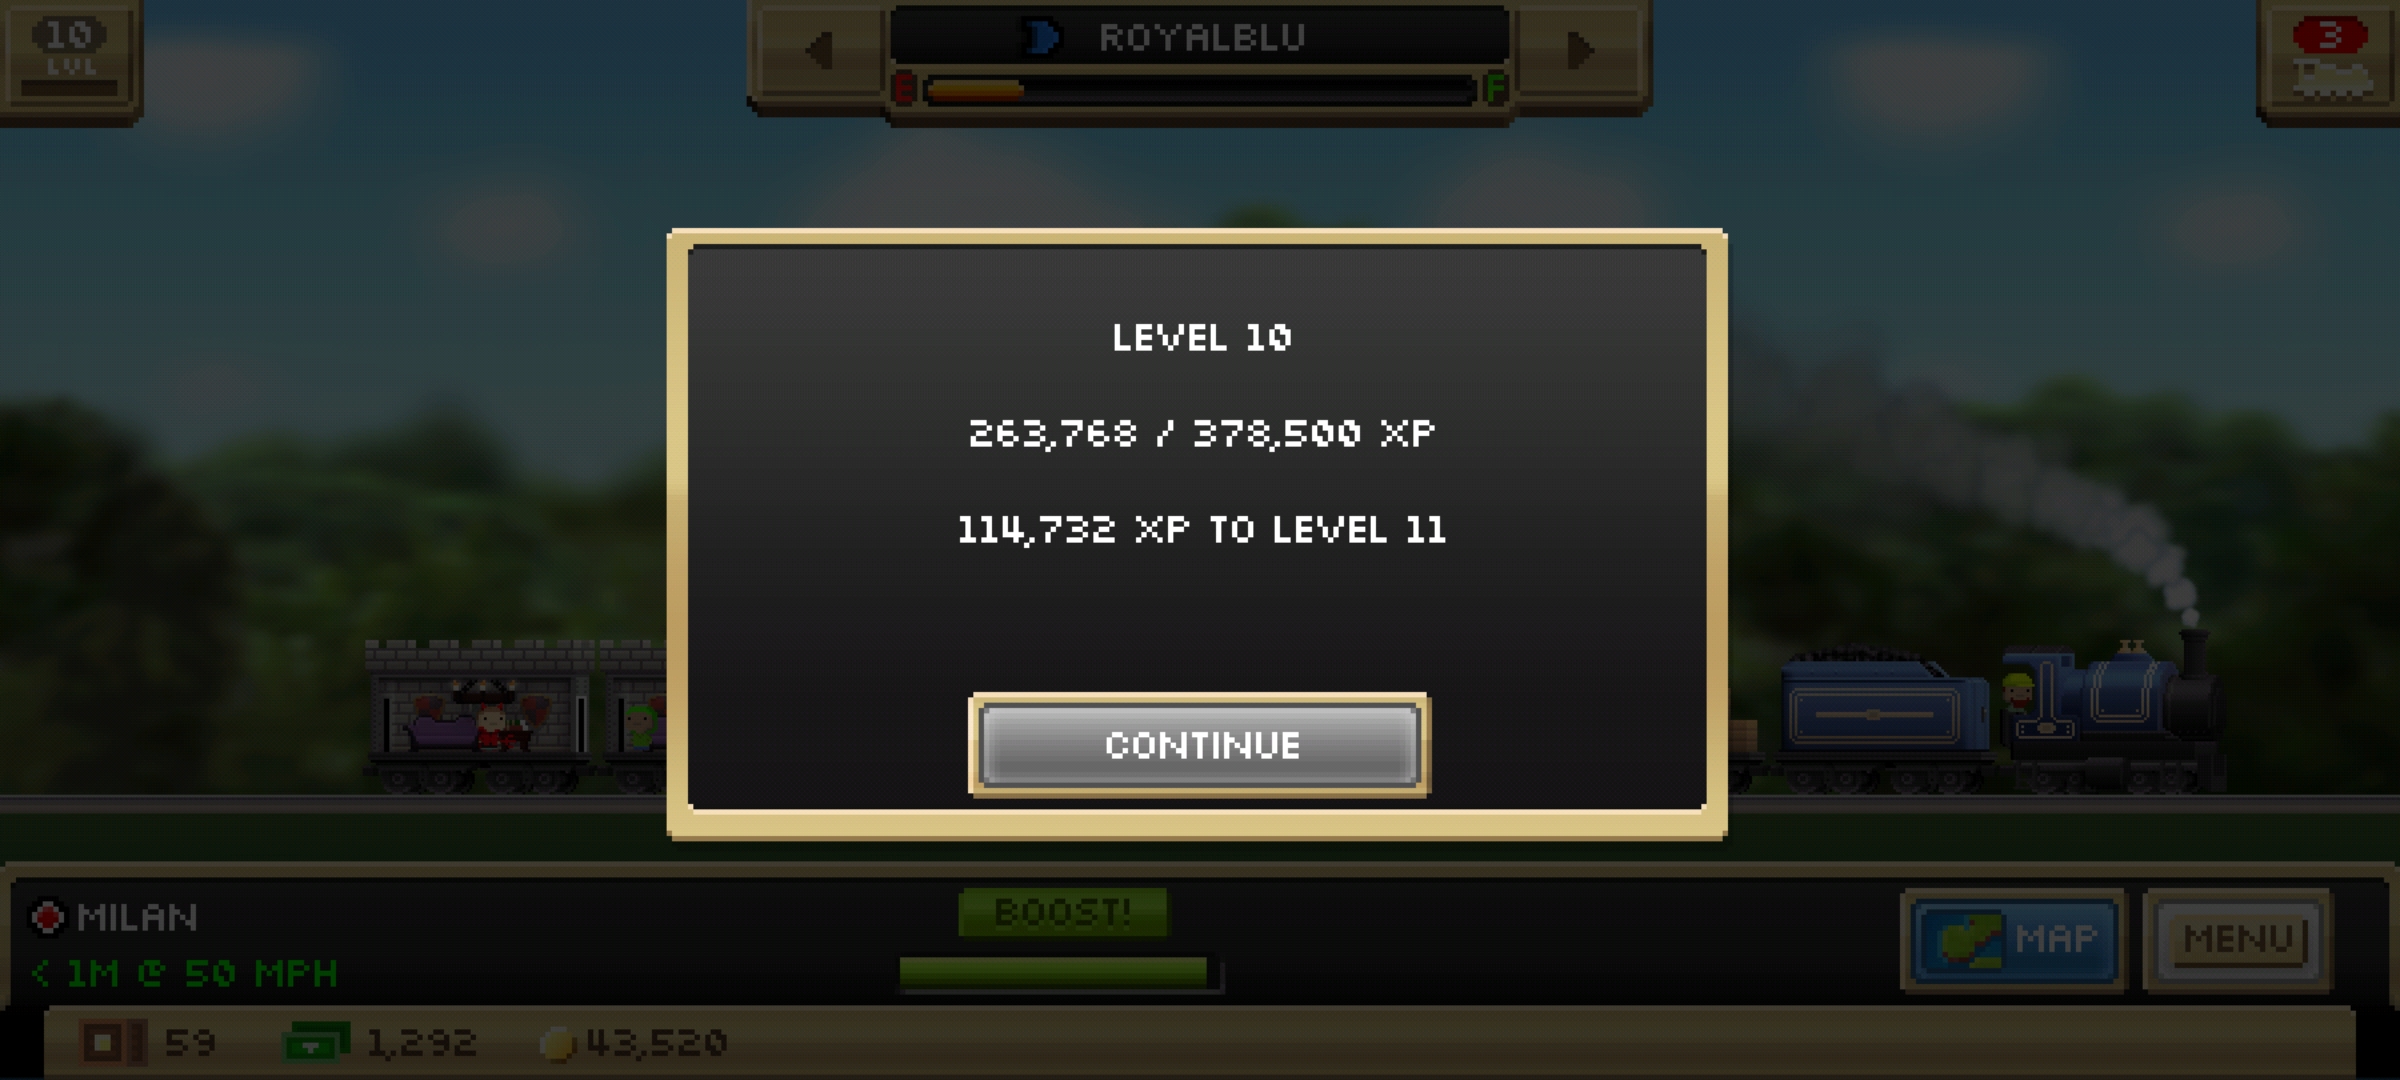 10
LVL
ROYALBLU
E F
3
LEVEL 10
263,768 / 378,500 XP
114,732 XP TO LEVEL 11
CONTINUE
MILAN
< 1M @ 50 MPH
BOOST!
MAP
MENU
59 1,292 43,520